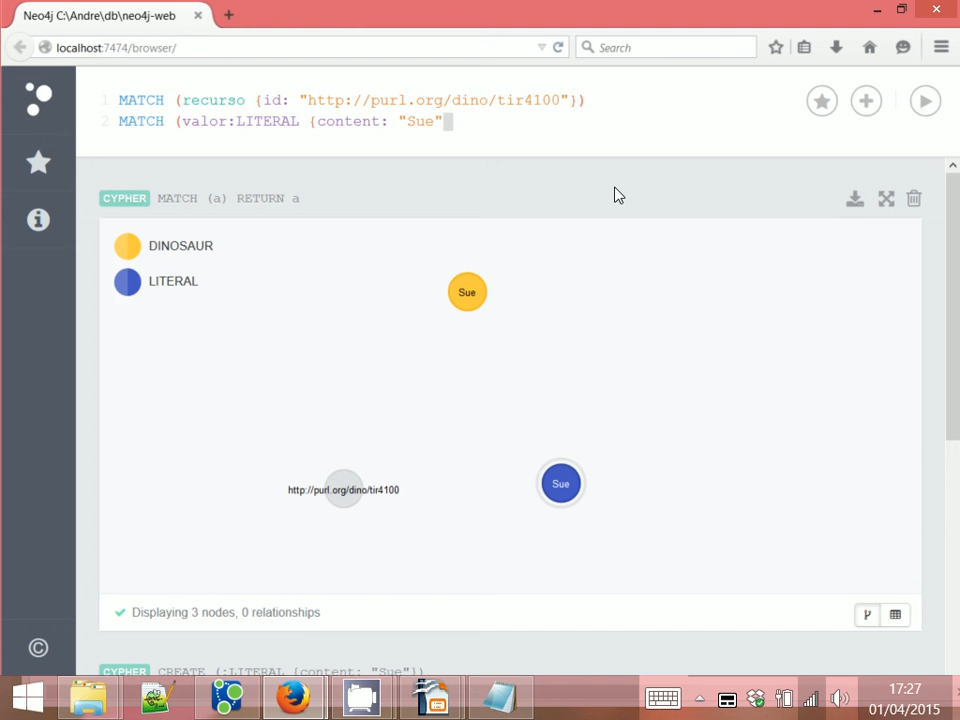 Neo4j C:\Andre\db\neo4j-web
localhost:7474/browser/
Search
1 MATCH (recurso {id: "http://purl.org/dino/tir4100"})
2 MATCH (valor:LITERAL {content: "Sue"
CYPHER MATCH (a) RETURN a
DINOSAUR
LITERAL
Sue
http://purl.org/dino/tir4100
Sue
Displaying 3 nodes, 0 relationships
CYPHER CREATE (:LITERAL {content: "Sue"})
17:27
01/04/2015